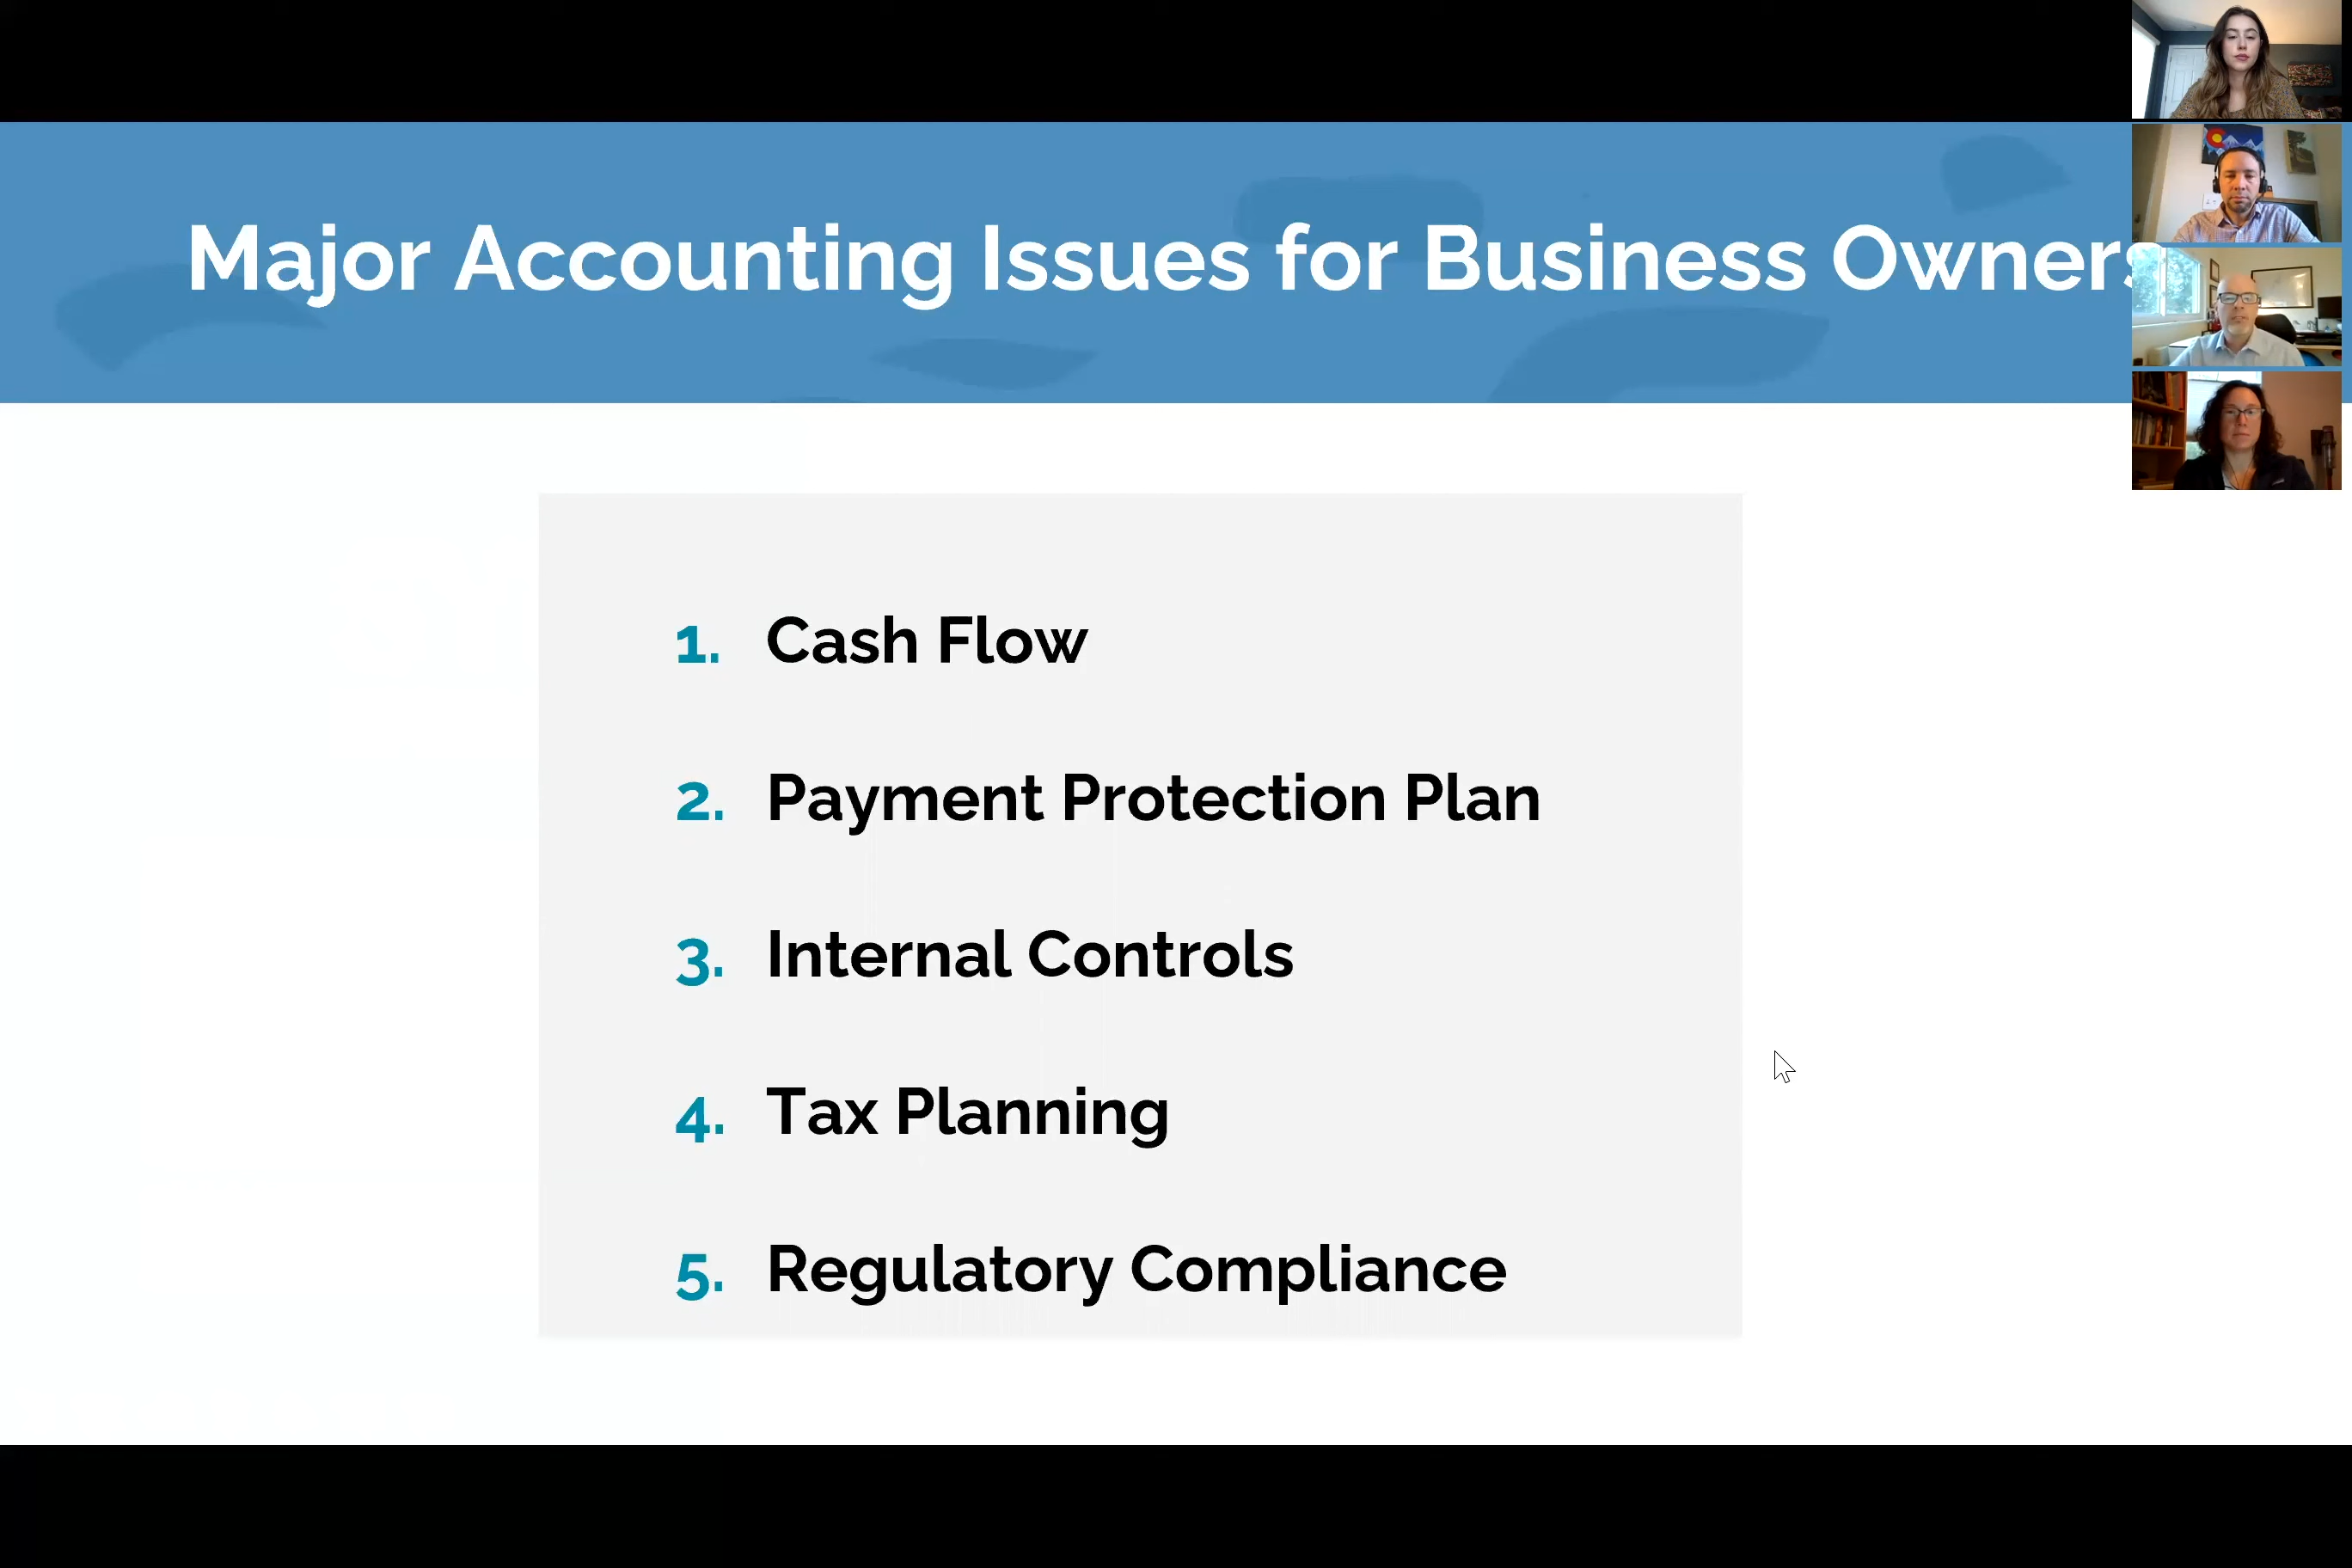 Major Accounting Issues for Business Owners
1. Cash Flow
2. Payment Protection Plan
3. Internal Controls
4. Tax Planning
5. Regulatory Compliance